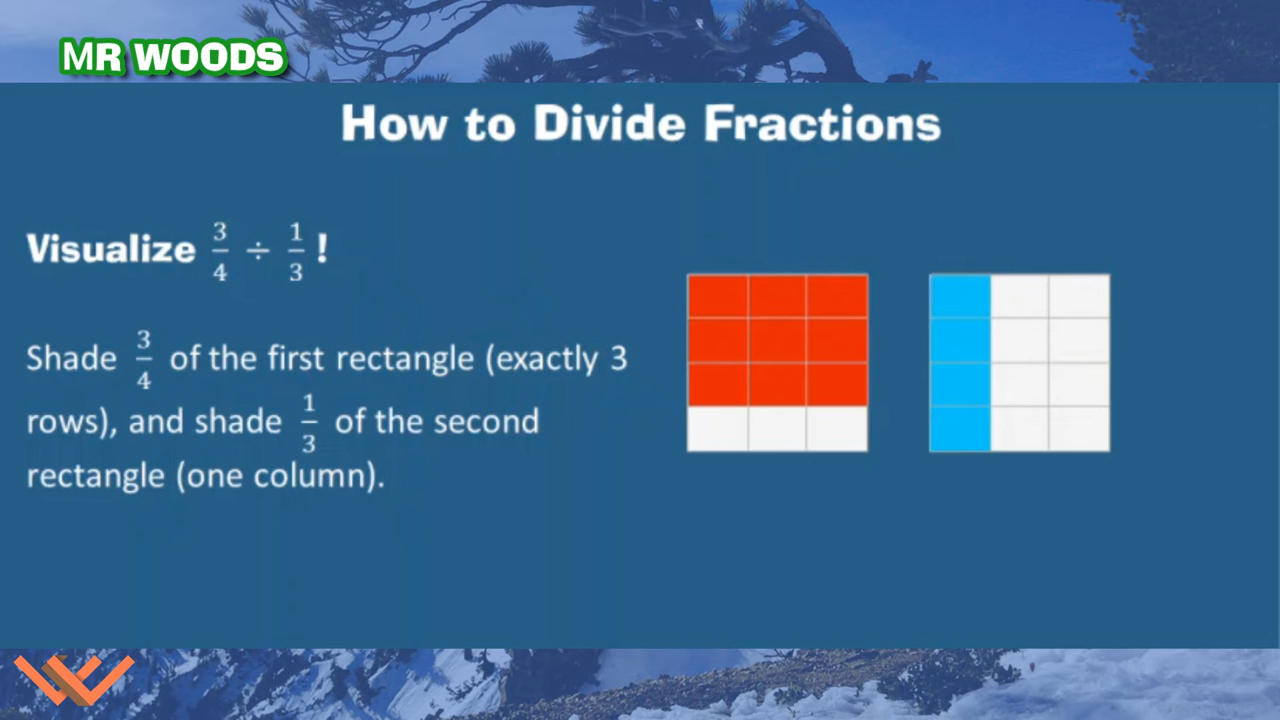 MR WOODS
How to Divide Fractions
Visualize 3/4 ÷ 1/3 !
Shade 3/4 of the first rectangle (exactly 3
rows), and shade 1/3 of the second
rectangle (one column).